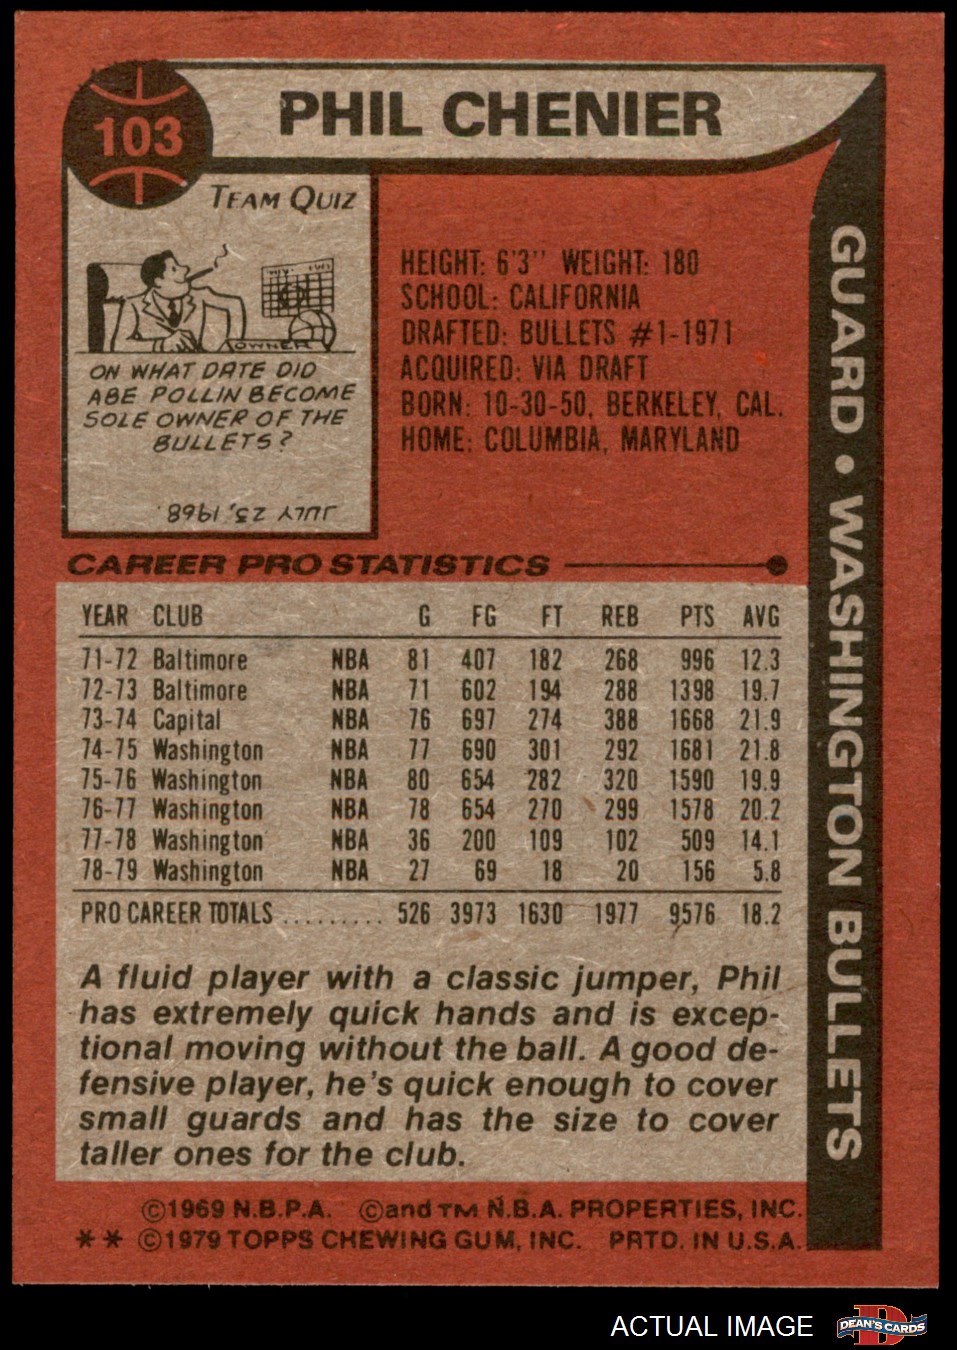 103
PHIL CHENIER
TEAM QUIZ
OWNER
ON WHAT DATE DID
ABE POLLIN BECOME
SOLE OWNER OF THE
BULLETS?
JULY 25, 1968
HEIGHT: 6'3" WEIGHT: 180
SCHOOL: CALIFORNIA
DRAFTED: BULLETS #1-1971
ACQUIRED: VIA DRAFT
BORN: 10-30-50, BERKELEY, CAL.
HOME: COLUMBIA, MARYLAND
GUARD • WASHINGTON BULLETS
CAREER PRO STATISTICS
YEAR CLUB G FG FT REB PTS AVG
71-72 Baltimore NBA 81 407 182 268 996 12.3
72-73 Baltimore NBA 71 602 194 288 1398 19.7
73-74 Capital NBA 76 697 274 388 1668 21.9
74-75 Washington NBA 77 690 301 292 1681 21.8
75-76 Washington NBA 80 654 282 320 1590 19.9
76-77 Washington NBA 78 654 270 299 1578 20.2
77-78 Washington NBA 36 200 109 102 509 14.1
78-79 Washington NBA 27 69 18 20 156 5.8
PRO CAREER TOTALS ......... 526 3973 1630 1977 9576 18.2
A fluid player with a classic jumper, Phil
has extremely quick hands and is excep-
tional moving without the ball. A good de-
fensive player, he's quick enough to cover
small guards and has the size to cover
taller ones for the club.
©1969 N.B.P.A. ©and TM N.B.A. PROPERTIES, INC.
** ©1979 TOPPS CHEWING GUM, INC. PRTD. IN U.S.A.
ACTUAL IMAGE
D
DEAN'S CARDS